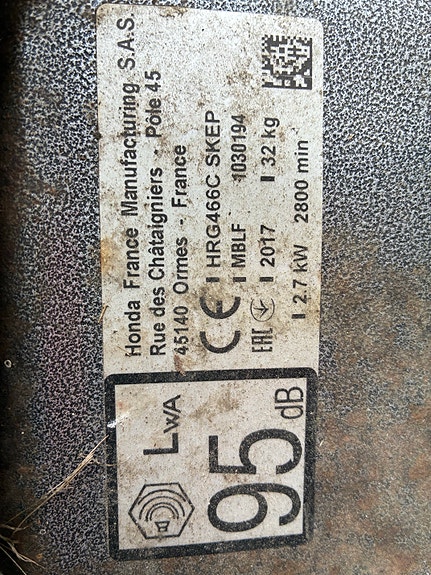 Honda France Manufacturing S.A.S.
Rue des Châtaigniers - Pôle 45
45140 Ormes - France
CE HRG466C SKEP
MBLF 1030194
EAC 2017 32 kg
2.7 kW 2800 min⁻
LWA
95 dB